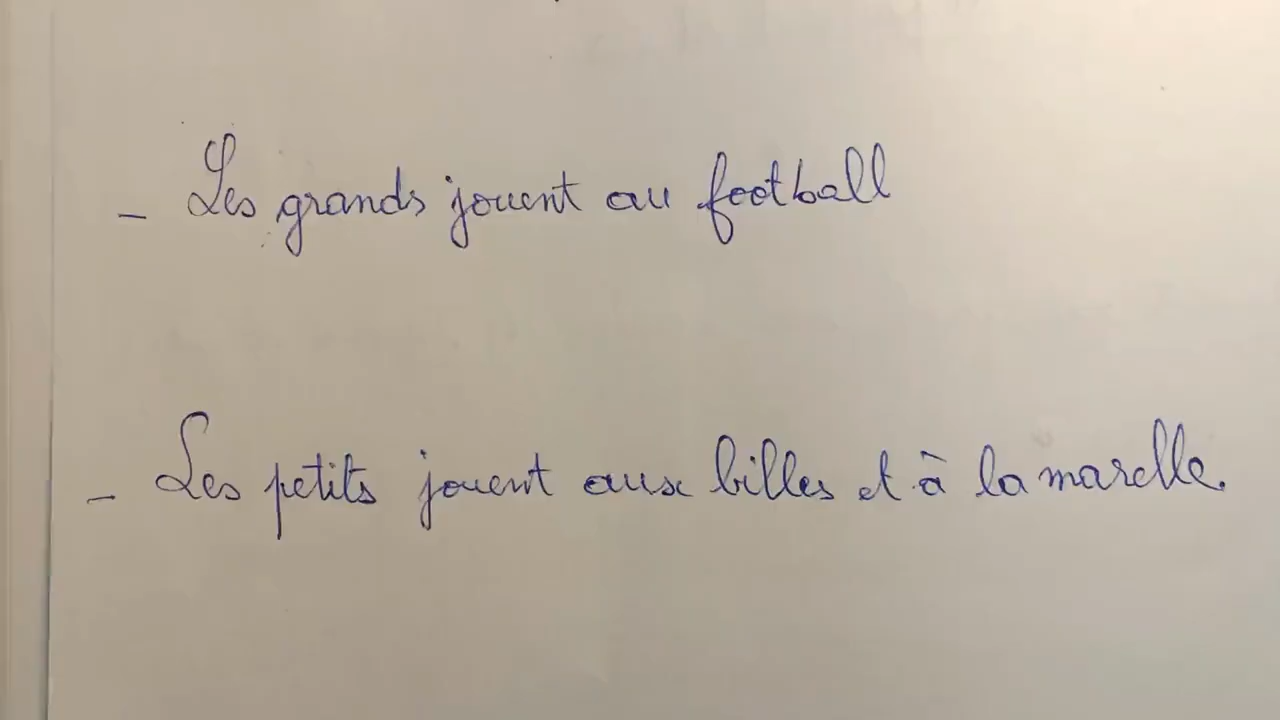 - Les grands jouent au football
- Les petits jouent aux billes et à la marelle.